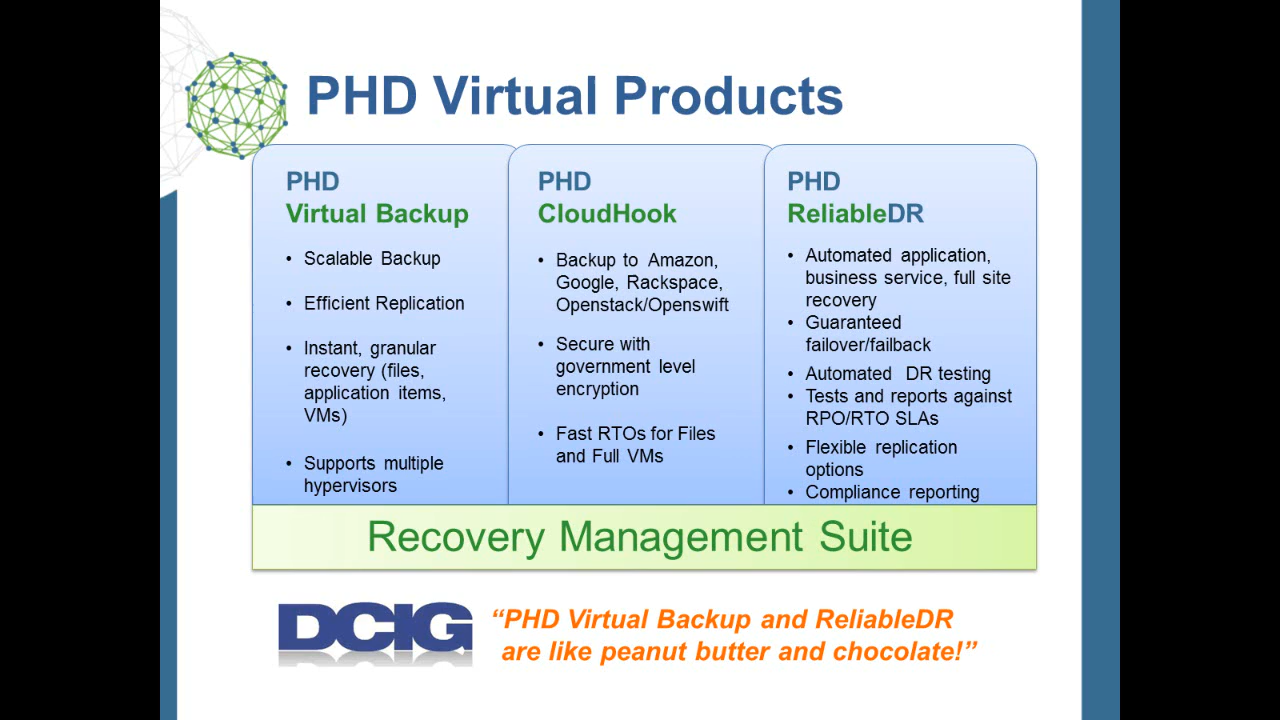 PHD Virtual Products
PHD
Virtual Backup
• Scalable Backup
• Efficient Replication
• Instant, granular
recovery (files,
application items,
VMs)
• Supports multiple
hypervisors
PHD
CloudHook
• Backup to Amazon,
Google, Rackspace,
Openstack/Openswift
• Secure with
government level
encryption
• Fast RTOs for Files
and Full VMs
PHD
ReliableDR
• Automated application,
business service, full site
recovery
• Guaranteed
failover/failback
• Automated DR testing
• Tests and reports against
RPO/RTO SLAs
• Flexible replication
options
• Compliance reporting
Recovery Management Suite
DCIG
“PHD Virtual Backup and ReliableDR
are like peanut butter and chocolate!”